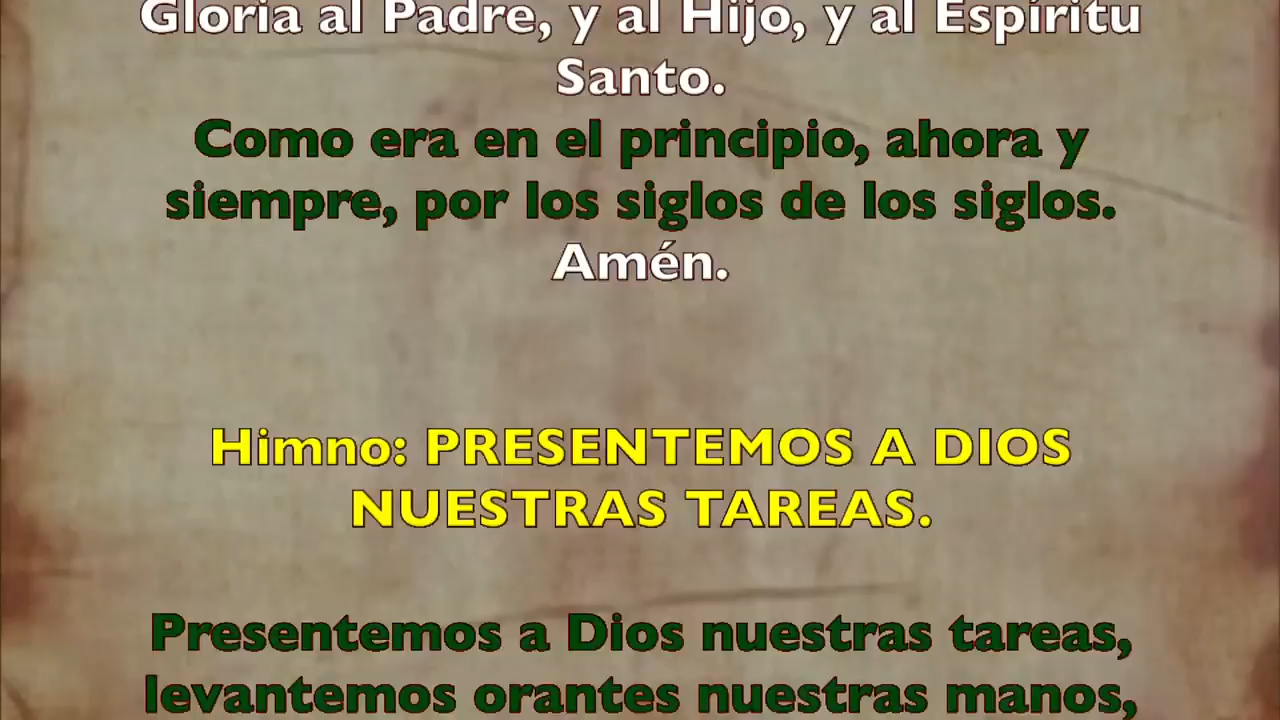 Gloria al Padre, y al Hijo, y al Espíritu
Santo.
Como era en el principio, ahora y
siempre, por los siglos de los siglos.
Amén.
Himno: PRESENTEMOS A DIOS
NUESTRAS TAREAS.
Presentemos a Dios nuestras tareas,
levantemos orantes nuestras manos,